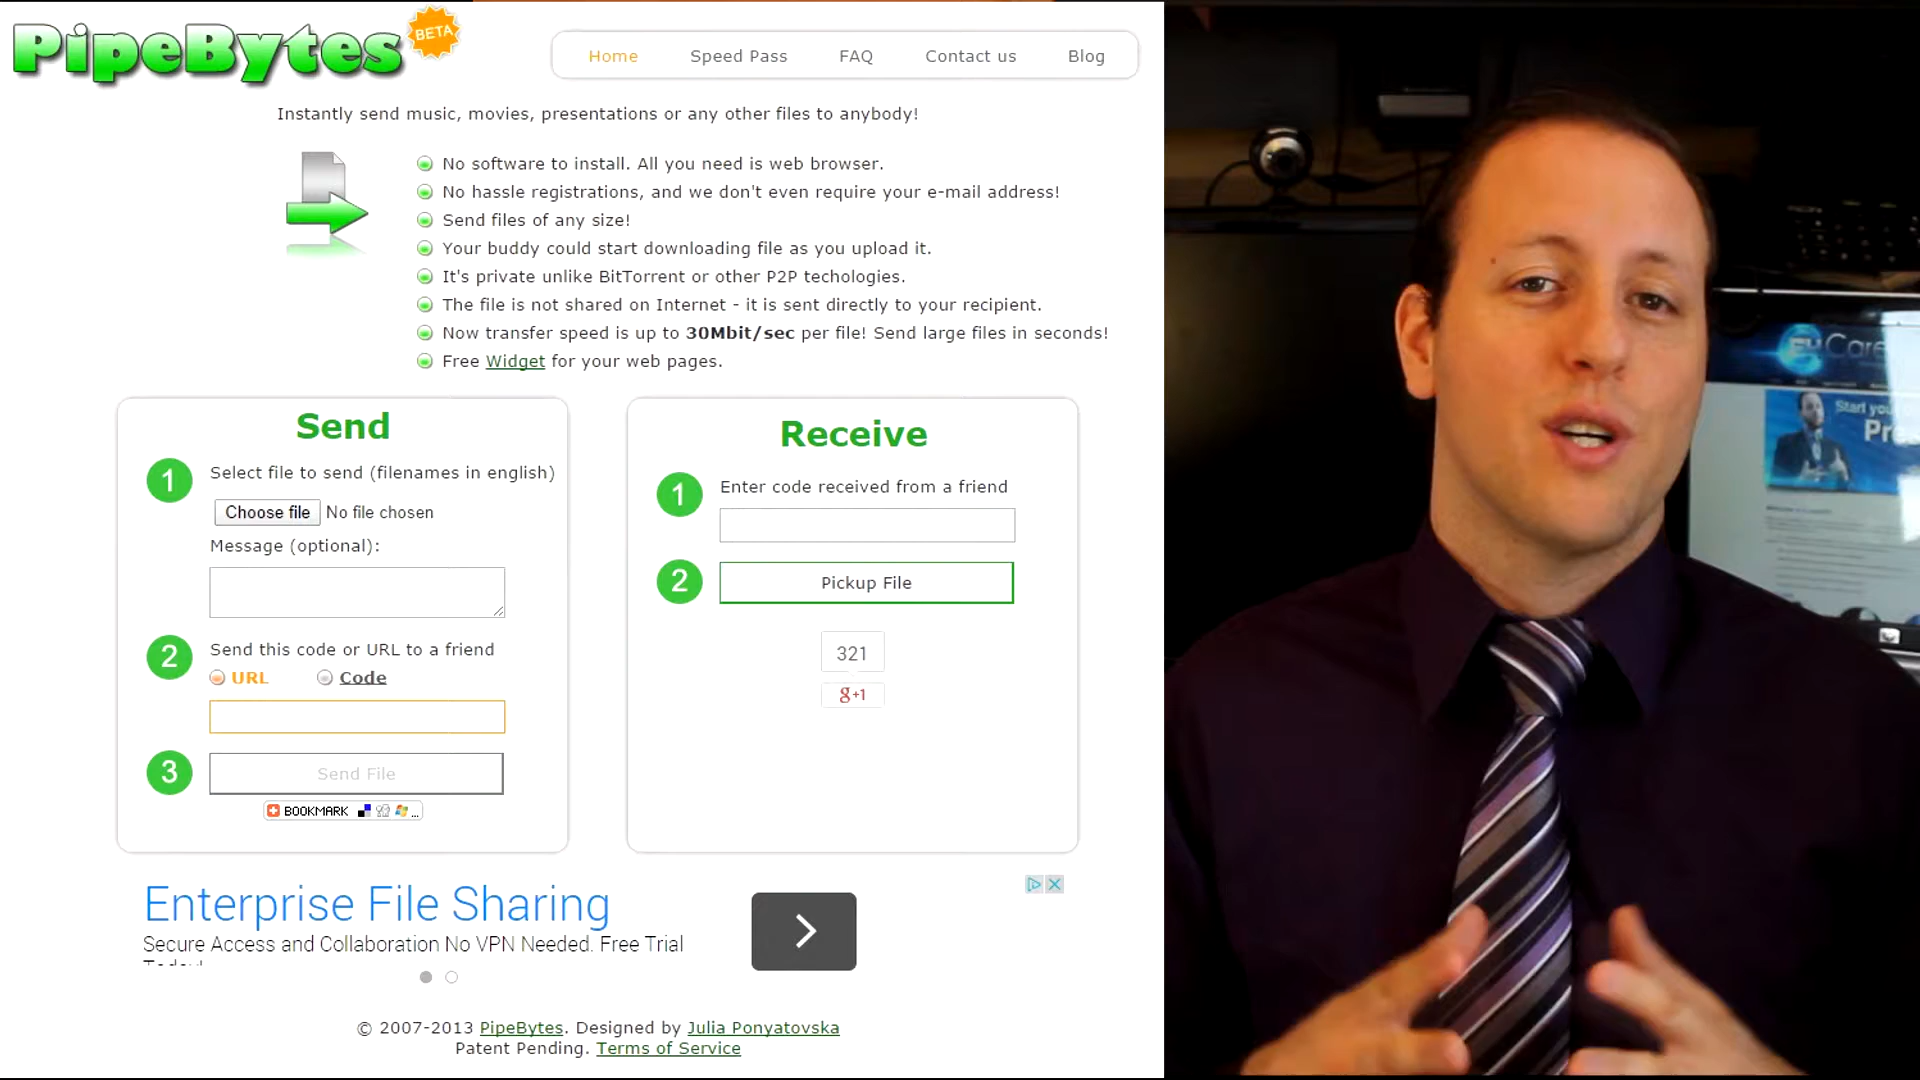 PipeBytes BETA
Home Speed Pass FAQ Contact us Blog
Instantly send music, movies, presentations or any other files to anybody!
No software to install. All you need is web browser.
No hassle registrations, and we don't even require your e-mail address!
Send files of any size!
Your buddy could start downloading file as you upload it.
It's private unlike BitTorrent or other P2P techologies.
The file is not shared on Internet - it is sent directly to your recipient.
Now transfer speed is up to 30Mbit/sec per file! Send large files in seconds!
Free Widget for your web pages.
Send
1 Select file to send (filenames in english)
Choose file No file chosen
Message (optional):
2 Send this code or URL to a friend
URL Code
3 Send File
BOOKMARK ...
Receive
1 Enter code received from a friend
2 Pickup File
321
g+1
Enterprise File Sharing
Secure Access and Collaboration No VPN Needed. Free Trial
© 2007-2013 PipeBytes. Designed by Julia Ponyatovska
Patent Pending. Terms of Service
Start